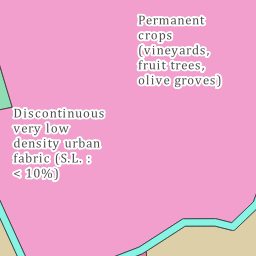 Permanent
crops
(vineyards,
fruit trees,
olive groves)
Discontinuous
very low
density urban
fabric (S.L. :
< 10%)